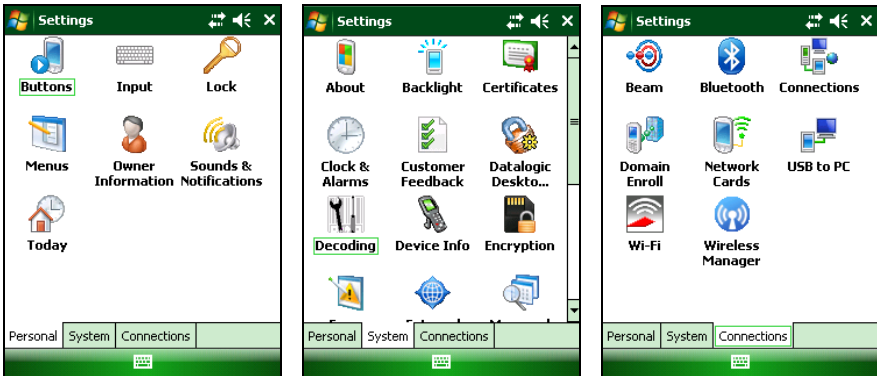 Settings
Buttons Input Lock
Menus Owner Information Sounds & Notifications
Today
Personal System Connections
Settings
About Backlight Certificates
Clock & Alarms Customer Feedback Datalogic Deskto...
Decoding Device Info Encryption
Personal System Connections
Settings
Beam Bluetooth Connections
Domain Enroll Network Cards USB to PC
Wi-Fi Wireless Manager
Personal System Connections